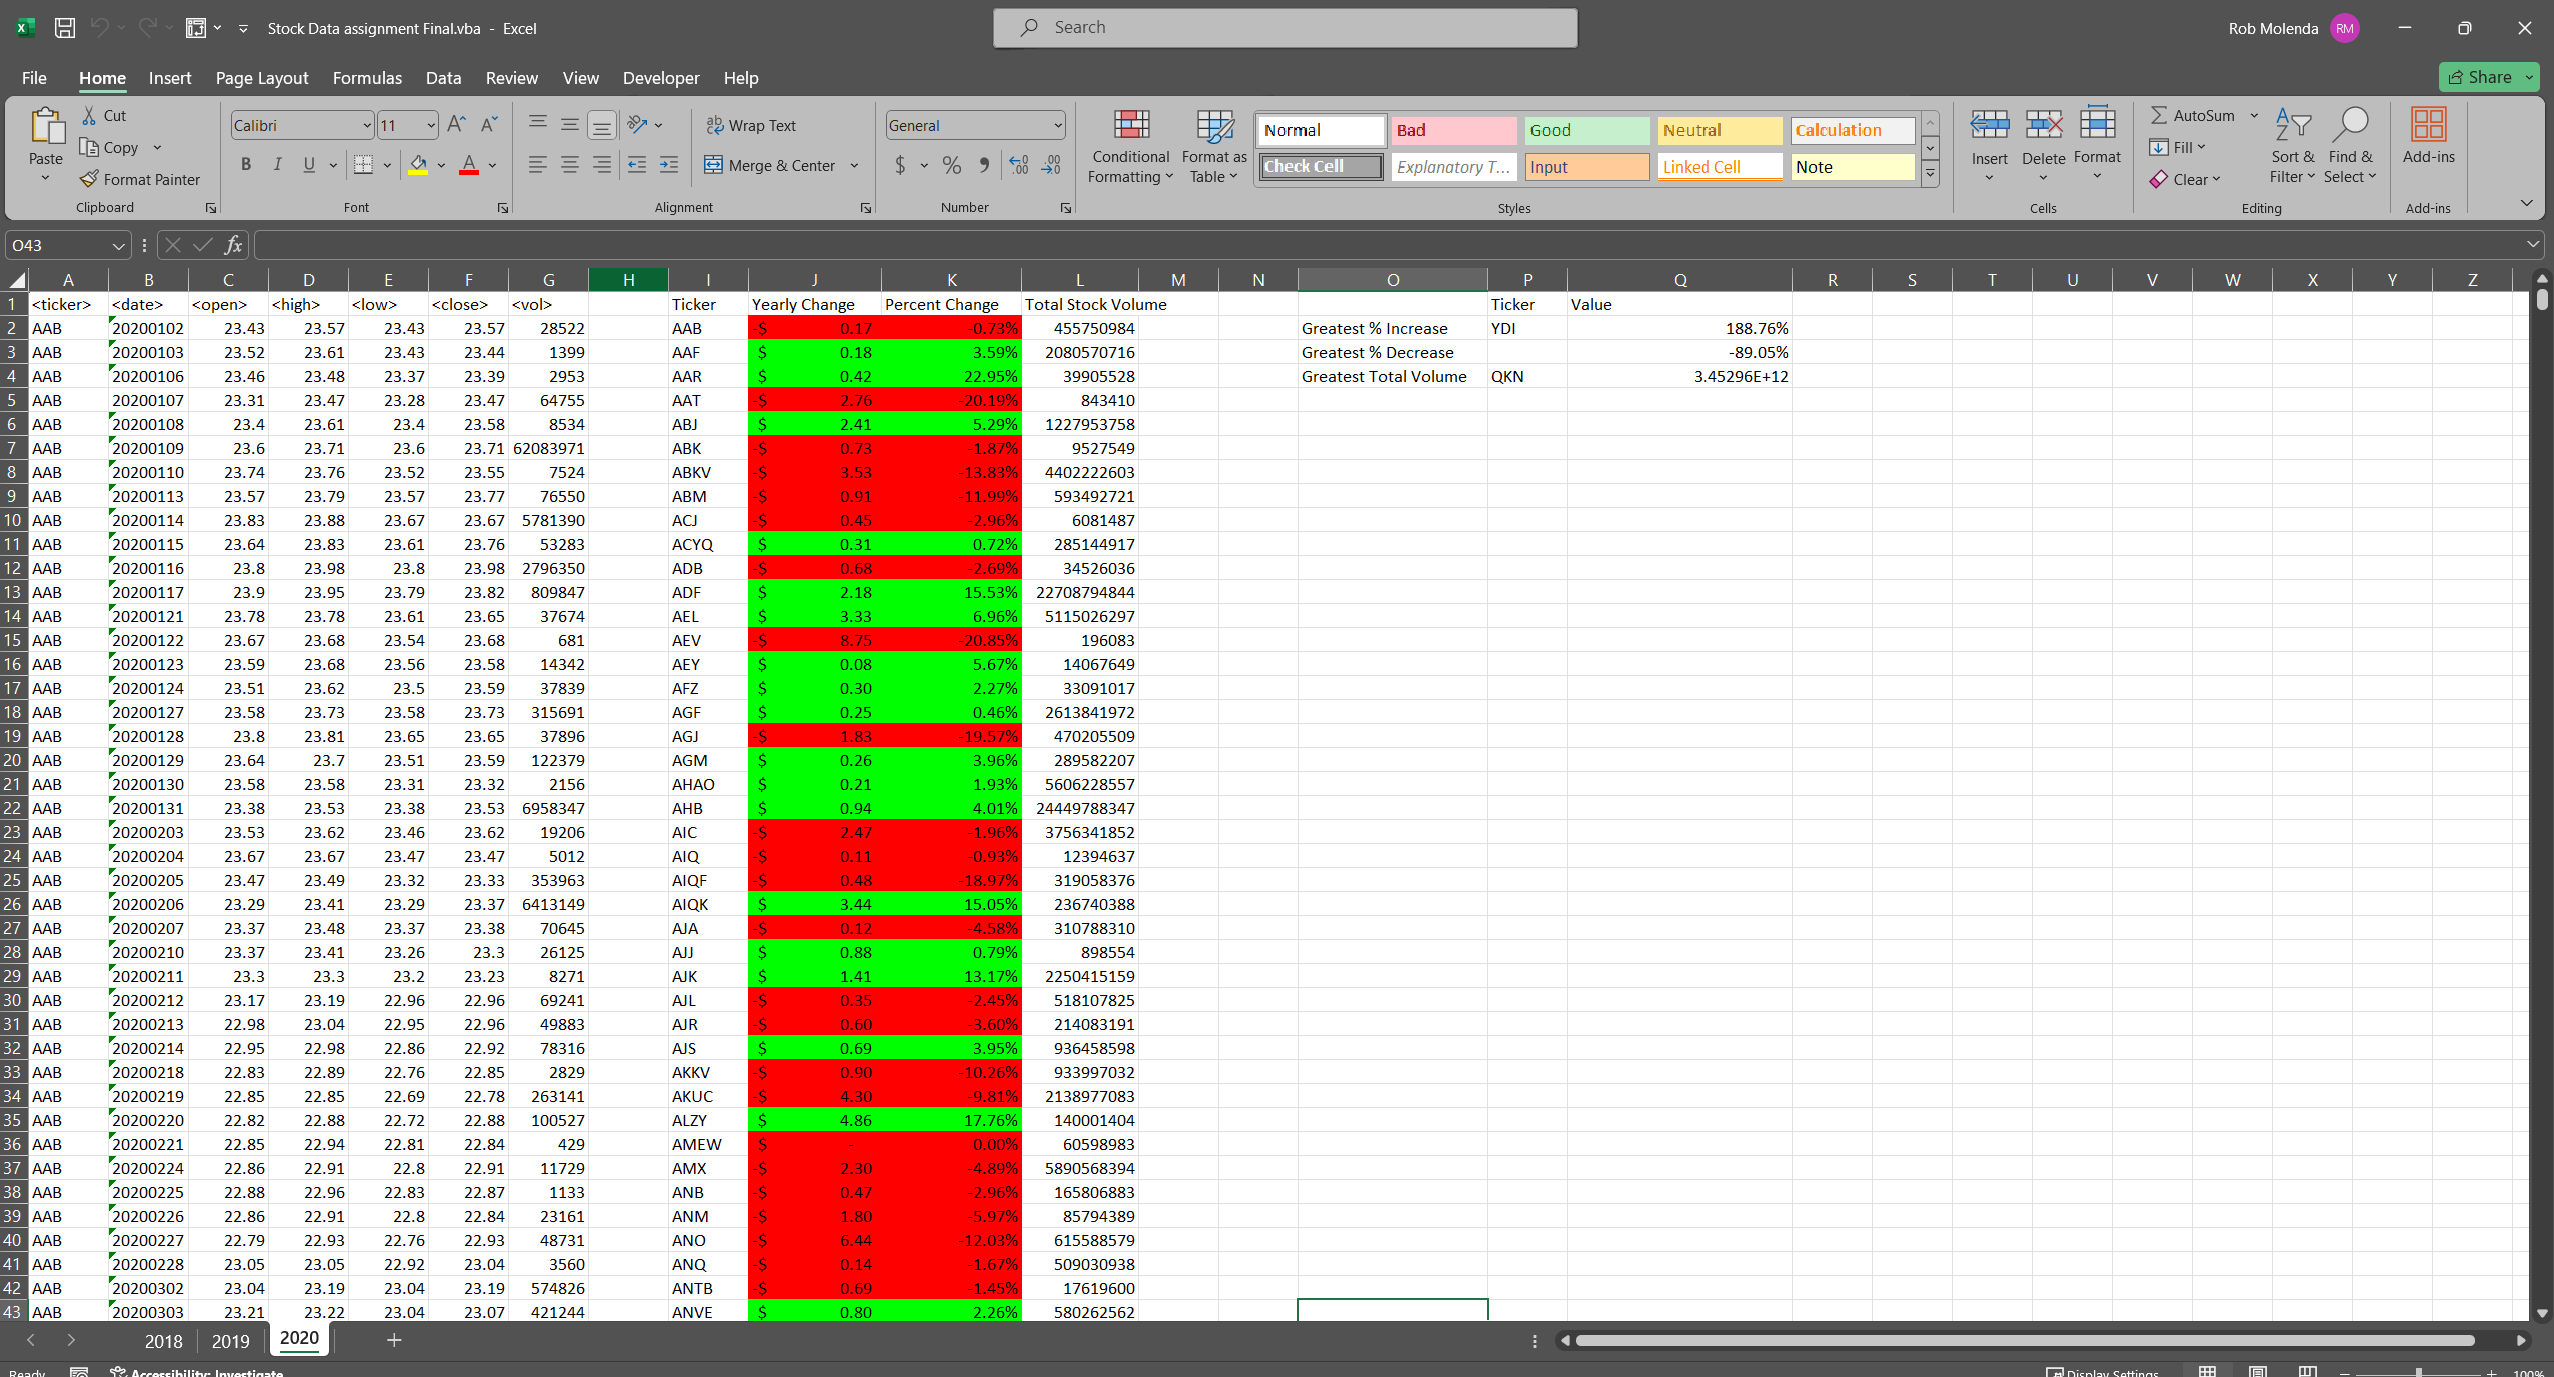 Stock Data assignment Final.vba - Excel
Search
Rob Molenda RM
File Home Insert Page Layout Formulas Data Review View Developer Help
Share
Paste
Cut
Copy
Format Painter
Clipboard
Calibri 11
B I U
Font
Wrap Text
Merge & Center
Alignment
General
$ % 9
Number
Conditional Formatting
Format as Table
Normal Bad Good Neutral Calculation
Check Cell Explanatory T... Input Linked Cell Note
Styles
Insert Delete Format
Cells
AutoSum
Fill
Clear
Sort & Filter
Find & Select
Editing
Add-ins
Add-ins
O43 fx
A B C D E F G H I J K L M N O P Q R S T U V W X Y Z
1 <ticker> <date> <open> <high> <low> <close> <vol> Ticker Yearly Change Percent Change Total Stock Volume Ticker Value
2 AAB 20200102 23.43 23.57 23.43 23.57 28522 AAB -$ 0.17 -0.73% 455750984 Greatest % Increase YDI 188.76%
3 AAB 20200103 23.52 23.61 23.43 23.44 1399 AAF $ 0.18 3.59% 2080570716 Greatest % Decrease -89.05%
4 AAB 20200106 23.46 23.48 23.37 23.39 2953 AAR $ 0.42 22.95% 39905528 Greatest Total Volume QKN 3.45296E+12
5 AAB 20200107 23.31 23.47 23.28 23.47 64755 AAT -$ 2.76 -20.19% 843410
6 AAB 20200108 23.4 23.61 23.4 23.58 8534 ABJ $ 2.41 5.29% 1227953758
7 AAB 20200109 23.6 23.71 23.6 23.71 62083971 ABK -$ 0.73 -1.87% 9527549
8 AAB 20200110 23.74 23.76 23.52 23.55 7524 ABKV -$ 3.53 -13.83% 4402222603
9 AAB 20200113 23.57 23.79 23.57 23.77 76550 ABM -$ 0.91 -11.99% 593492721
10 AAB 20200114 23.83 23.88 23.67 23.67 5781390 ACJ -$ 0.45 -2.96% 6081487
11 AAB 20200115 23.64 23.83 23.61 23.76 53283 ACYQ $ 0.31 0.72% 285144917
12 AAB 20200116 23.8 23.98 23.8 23.98 2796350 ADB -$ 0.68 -2.69% 34526036
13 AAB 20200117 23.9 23.95 23.79 23.82 809847 ADF $ 2.18 15.53% 22708794844
14 AAB 20200121 23.78 23.78 23.61 23.65 37674 AEL $ 3.33 6.96% 5115026297
15 AAB 20200122 23.67 23.68 23.54 23.68 681 AEV -$ 8.75 -20.85% 196083
16 AAB 20200123 23.59 23.68 23.56 23.58 14342 AEY $ 0.08 5.67% 14067649
17 AAB 20200124 23.51 23.62 23.5 23.59 37839 AFZ $ 0.30 2.27% 33091017
18 AAB 20200127 23.58 23.73 23.58 23.73 315691 AGF $ 0.25 0.46% 2613841972
19 AAB 20200128 23.8 23.81 23.65 23.65 37896 AGJ -$ 1.83 -19.57% 470205509
20 AAB 20200129 23.64 23.7 23.51 23.59 122379 AGM $ 0.26 3.96% 289582207
21 AAB 20200130 23.58 23.58 23.31 23.32 2156 AHAO $ 0.21 1.93% 5606228557
22 AAB 20200131 23.38 23.53 23.38 23.53 6958347 AHB $ 0.94 4.01% 24449788347
23 AAB 20200203 23.53 23.62 23.46 23.62 19206 AIC -$ 2.47 -1.96% 3756341852
24 AAB 20200204 23.67 23.67 23.47 23.47 5012 AIQ -$ 0.11 -0.93% 12394637
25 AAB 20200205 23.47 23.49 23.32 23.33 353963 AIQF -$ 0.48 -18.97% 319058376
26 AAB 20200206 23.29 23.41 23.29 23.37 6413149 AIQK $ 3.44 15.05% 236740388
27 AAB 20200207 23.37 23.48 23.37 23.38 70645 AJA -$ 0.12 -4.58% 310788310
28 AAB 20200210 23.37 23.41 23.26 23.3 26125 AJJ $ 0.88 0.79% 898554
29 AAB 20200211 23.3 23.3 23.2 23.23 8271 AJK $ 1.41 13.17% 2250415159
30 AAB 20200212 23.17 23.19 22.96 22.96 69241 AJL -$ 0.35 -2.45% 518107825
31 AAB 20200213 22.98 23.04 22.95 22.96 49883 AJR -$ 0.60 -3.60% 214083191
32 AAB 20200214 22.95 22.98 22.86 22.92 78316 AJS $ 0.69 3.95% 936458598
33 AAB 20200218 22.83 22.89 22.76 22.85 2829 AKKV -$ 0.90 -10.26% 933997032
34 AAB 20200219 22.85 22.85 22.69 22.78 263141 AKUC -$ 4.30 -9.81% 2138977083
35 AAB 20200220 22.82 22.88 22.72 22.88 100527 ALZY $ 4.86 17.76% 140001404
36 AAB 20200221 22.85 22.94 22.81 22.84 429 AMEW $ - 0.00% 60598983
37 AAB 20200224 22.86 22.91 22.8 22.91 11729 AMX -$ 2.30 -4.89% 5890568394
38 AAB 20200225 22.88 22.96 22.83 22.87 1133 ANB -$ 0.47 -2.96% 165806883
39 AAB 20200226 22.86 22.91 22.8 22.84 23161 ANM -$ 1.80 -5.97% 85794389
40 AAB 20200227 22.79 22.93 22.76 22.93 48731 ANO -$ 6.44 -12.03% 615588579
41 AAB 20200228 23.05 23.05 22.92 23.04 3560 ANQ -$ 0.14 -1.67% 509030938
42 AAB 20200302 23.04 23.19 23.04 23.19 574826 ANTB -$ 0.69 -1.45% 17619600
43 AAB 20200303 23.21 23.22 23.04 23.07 421244 ANVE $ 0.80 2.26% 580262562
2018 2019 2020 +
Ready Accessibility: Investigate Display Settings 100%